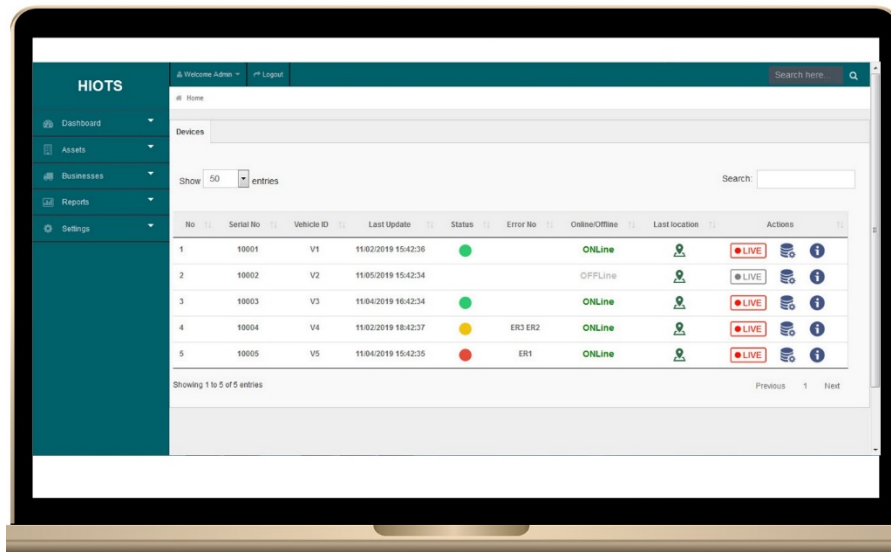 HIOTS
Welcome Admin Logout Search here...
Home
Dashboard
Assets
Businesses
Reports
Settings
Devices
Show 50 entries Search:
No Serial No Vehicle ID Last Update Status Error No Online/Offline Last location Actions
1 10001 V1 11/02/2019 15:42:36 ONLine LIVE
2 10002 V2 11/05/2019 15:42:34 OFFLine LIVE
3 10003 V3 11/04/2019 16:42:34 ONLine LIVE
4 10004 V4 11/02/2019 18:42:37 ER3 ER2 ONLine LIVE
5 10005 V5 11/04/2019 15:42:35 ER1 ONLine LIVE
Showing 1 to 5 of 5 entries Previous 1 Next